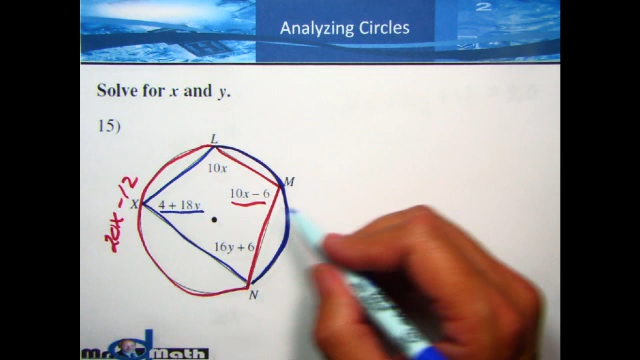 Analyzing Circles
Solve for x and y.
15)
L
10x
M
10x – 6
X
4 + 18y
20x - 12
16y + 6
N
Math